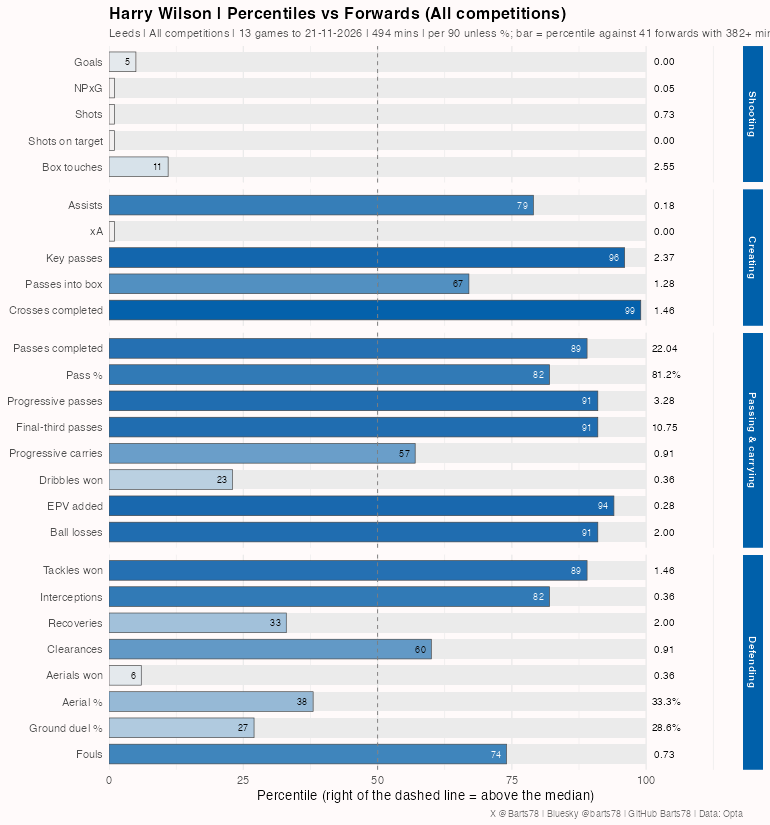 Harry Wilson | Percentiles vs Forwards (All competitions)
Leeds | All competitions | 13 games to 21-11-2026 | 494 mins | per 90 unless %; bar = percentile against 41 forwards with 382+ min
Goals 5 0.00
NPxG 0.05
Shots 0.73
Shots on target 0.00
Box touches 11 2.55
Shooting
Assists 79 0.18
xA 0.00
Key passes 96 2.37
Passes into box 67 1.28
Crosses completed 99 1.46
Creating
Passes completed 89 22.04
Pass % 82 81.2%
Progressive passes 91 3.28
Final-third passes 91 10.75
Progressive carries 57 0.91
Dribbles won 23 0.36
EPV added 94 0.28
Ball losses 91 2.00
Passing & carrying
Tackles won 89 1.46
Interceptions 82 0.36
Recoveries 33 2.00
Clearances 60 0.91
Aerials won 6 0.36
Aerial % 38 33.3%
Ground duel % 27 28.6%
Fouls 74 0.73
Defending
0 25 50 75 100
Percentile (right of the dashed line = above the median)
X @Barts78 | Bluesky @barts78 | GitHub Barts78 | Data: Opta